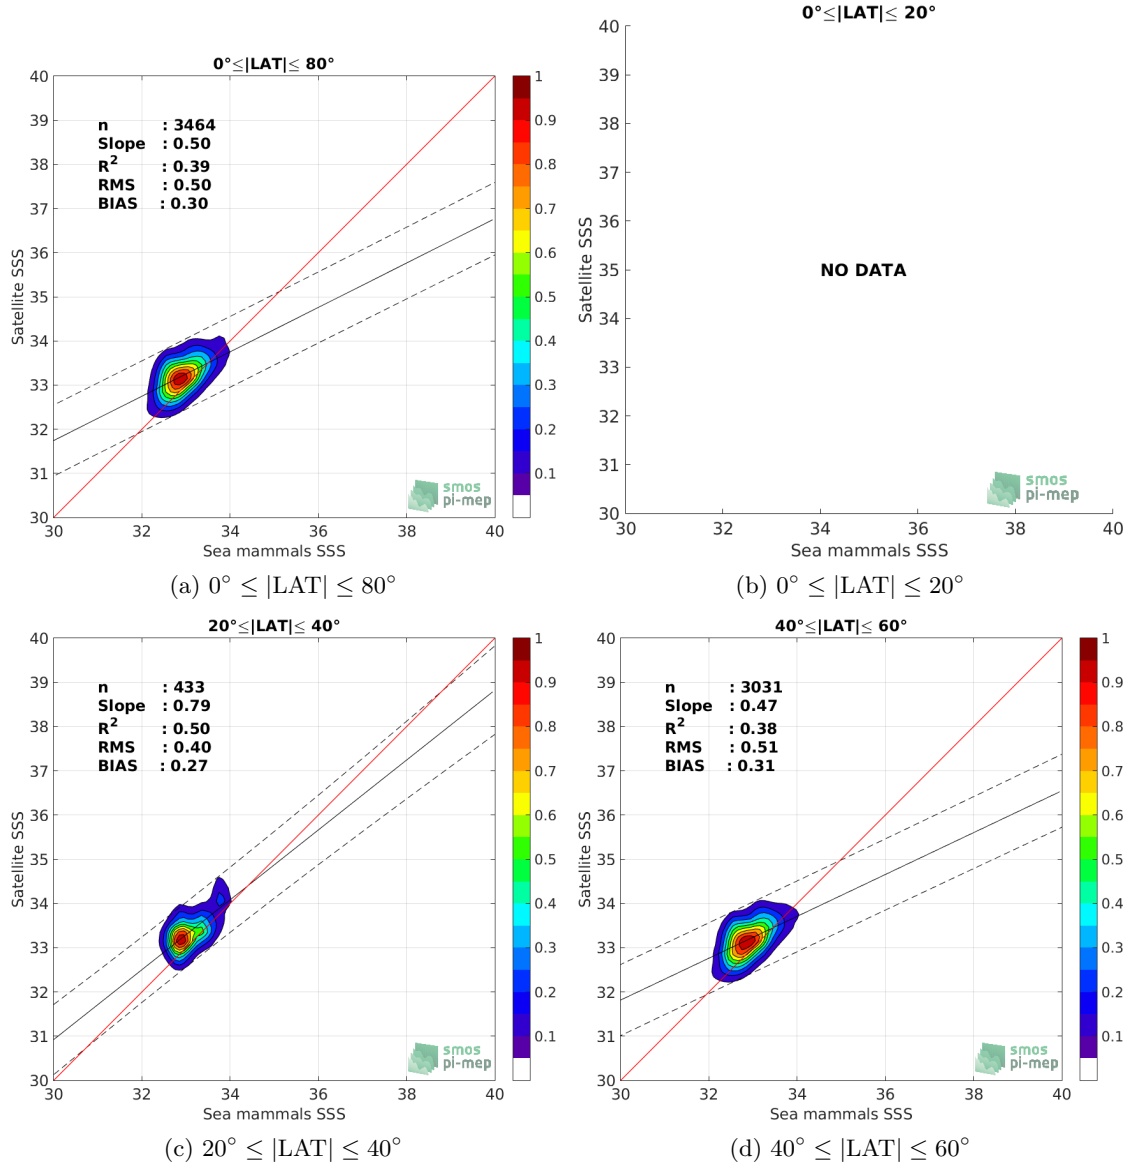 0°≤|LAT|≤ 80°
40
39
38
37
36
35
34
33
32
31
30
30
32
34
36
38
40
Satellite SSS
Sea mammals SSS
n : 3464
Slope : 0.50
R² : 0.39
RMS : 0.50
BIAS : 0.30
1
0.9
0.8
0.7
0.6
0.5
0.4
0.3
0.2
0.1
smos
pi-mep
(a) 0° ≤ |LAT| ≤ 80°
0°≤|LAT|≤ 20°
40
39
38
37
36
35
34
33
32
31
30
30
32
34
36
38
40
Satellite SSS
Sea mammals SSS
NO DATA
smos
pi-mep
(b) 0° ≤ |LAT| ≤ 20°
20°≤|LAT|≤ 40°
40
39
38
37
36
35
34
33
32
31
30
30
32
34
36
38
40
Satellite SSS
Sea mammals SSS
n : 433
Slope : 0.79
R² : 0.50
RMS : 0.40
BIAS : 0.27
1
0.9
0.8
0.7
0.6
0.5
0.4
0.3
0.2
0.1
smos
pi-mep
(c) 20° ≤ |LAT| ≤ 40°
40°≤|LAT|≤ 60°
40
39
38
37
36
35
34
33
32
31
30
30
32
34
36
38
40
Satellite SSS
Sea mammals SSS
n : 3031
Slope : 0.47
R² : 0.38
RMS : 0.51
BIAS : 0.31
1
0.9
0.8
0.7
0.6
0.5
0.4
0.3
0.2
0.1
smos
pi-mep
(d) 40° ≤ |LAT| ≤ 60°